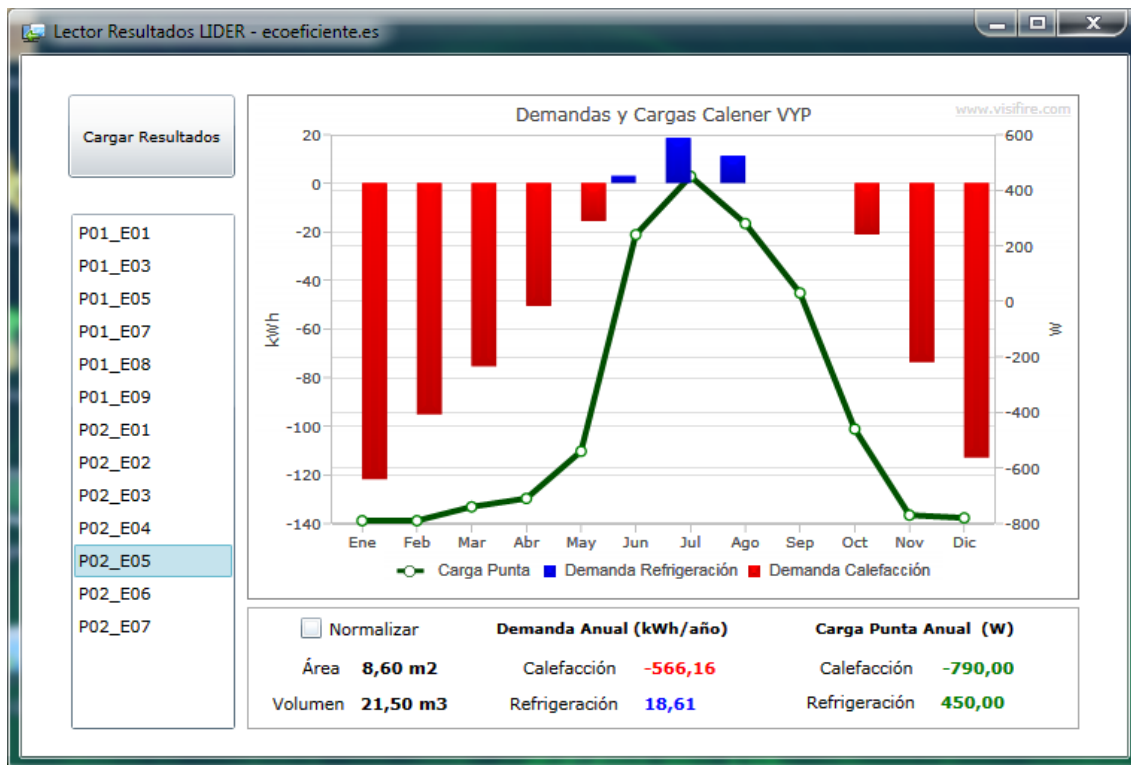 Lector Resultados LIDER - ecoeficiente.es
Cargar Resultados
P01_E01
P01_E03
P01_E05
P01_E07
P01_E08
P01_E09
P02_E01
P02_E02
P02_E03
P02_E04
P02_E05
P02_E06
P02_E07
Demandas y Cargas Calener VYP
www.visifire.com
kWh
20
0
-20
-40
-60
-80
-100
-120
-140
600
400
200
0
-200
-400
-600
-800
W
Ene Feb Mar Abr May Jun Jul Ago Sep Oct Nov Dic
Carga Punta Demanda Refrigeración Demanda Calefacción
Normalizar Demanda Anual (kWh/año) Carga Punta Anual (W)
Área 8,60 m2 Calefacción -566,16 Calefacción -790,00
Volumen 21,50 m3 Refrigeración 18,61 Refrigeración 450,00